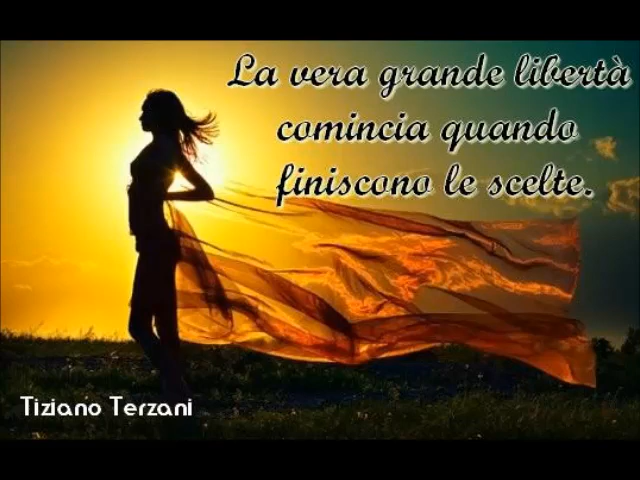 La vera grande libertà
comincia quando
finiscono le scelte.
Tiziano Terzani